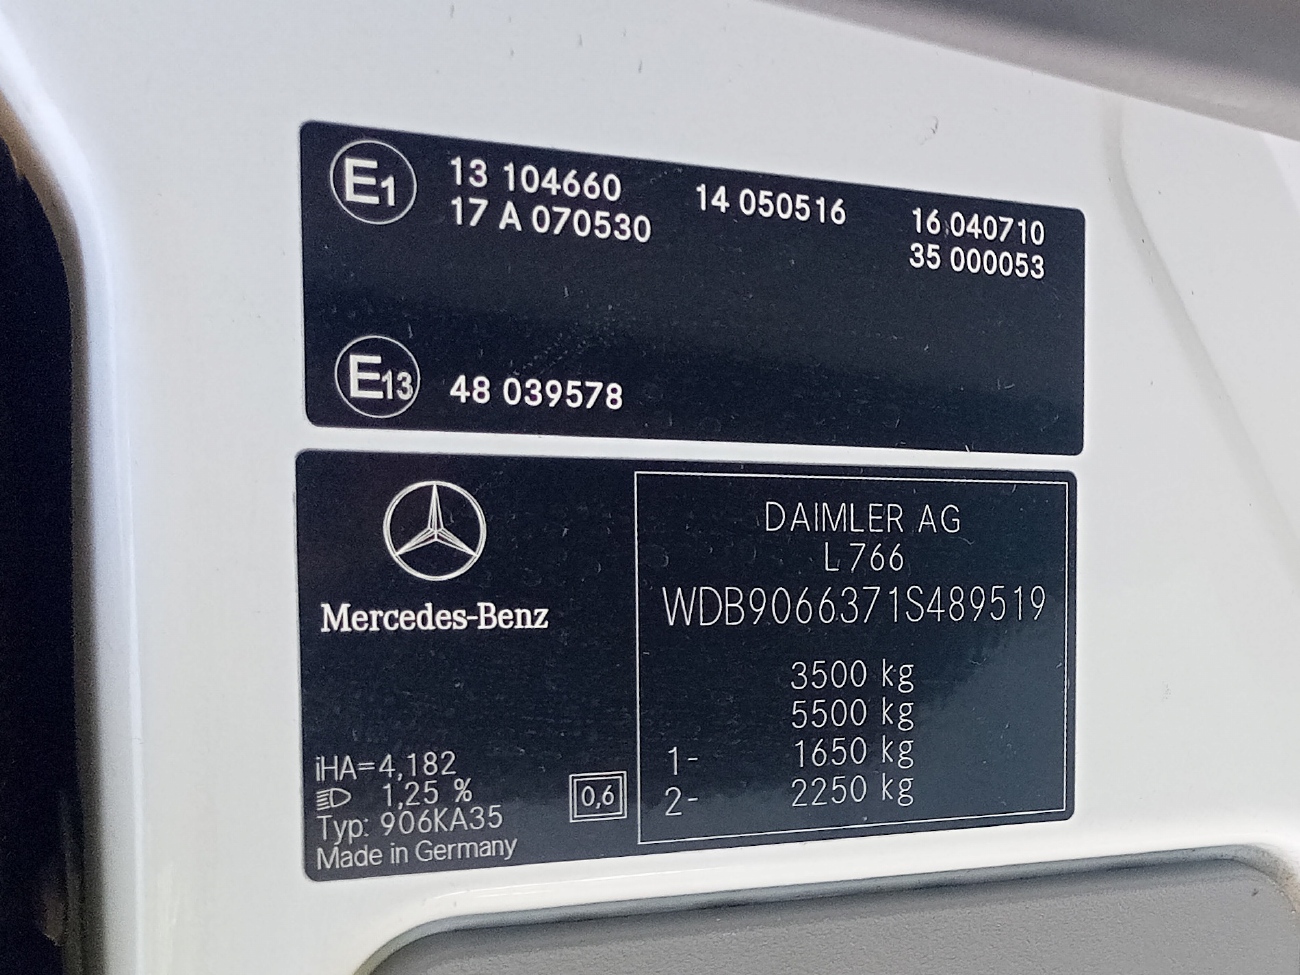 E1 13 104660 14 050516 16 040710
17 A 070530 35 000053
E13 48 039578
Mercedes-Benz
iHA=4,182
1,25 %
Typ: 906KA35
Made in Germany
0,6
DAIMLER AG
L 766
WDB9066371S489519
3500 kg
5500 kg
1- 1650 kg
2- 2250 kg